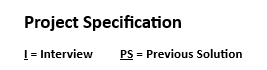 Project Specification
I = Interview PS = Previous Solution